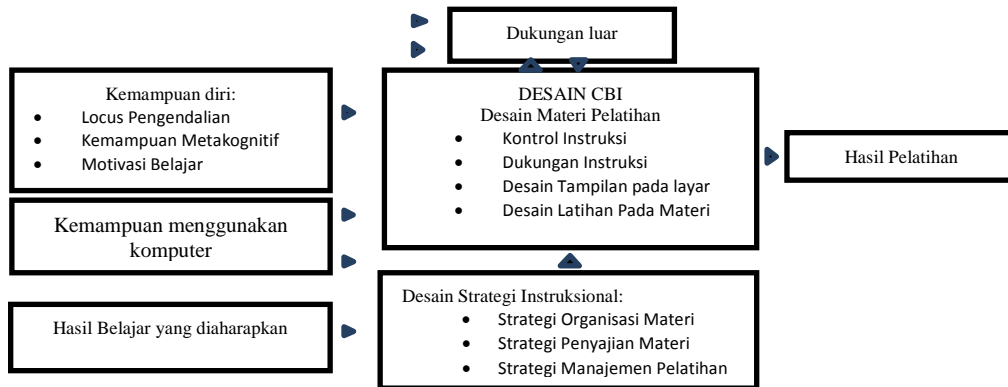 Dukungan luar
Kemampuan diri:
• Locus Pengendalian
• Kemampuan Metakognitif
• Motivasi Belajar
DESAIN CBI
Desain Materi Pelatihan
• Kontrol Instruksi
• Dukungan Instruksi
• Desain Tampilan pada layar
• Desain Latihan Pada Materi
Hasil Pelatihan
Kemampuan menggunakan
komputer
Hasil Belajar yang diaharapkan
Desain Strategi Instruksional:
• Strategi Organisasi Materi
• Strategi Penyajian Materi
• Strategi Manajemen Pelatihan